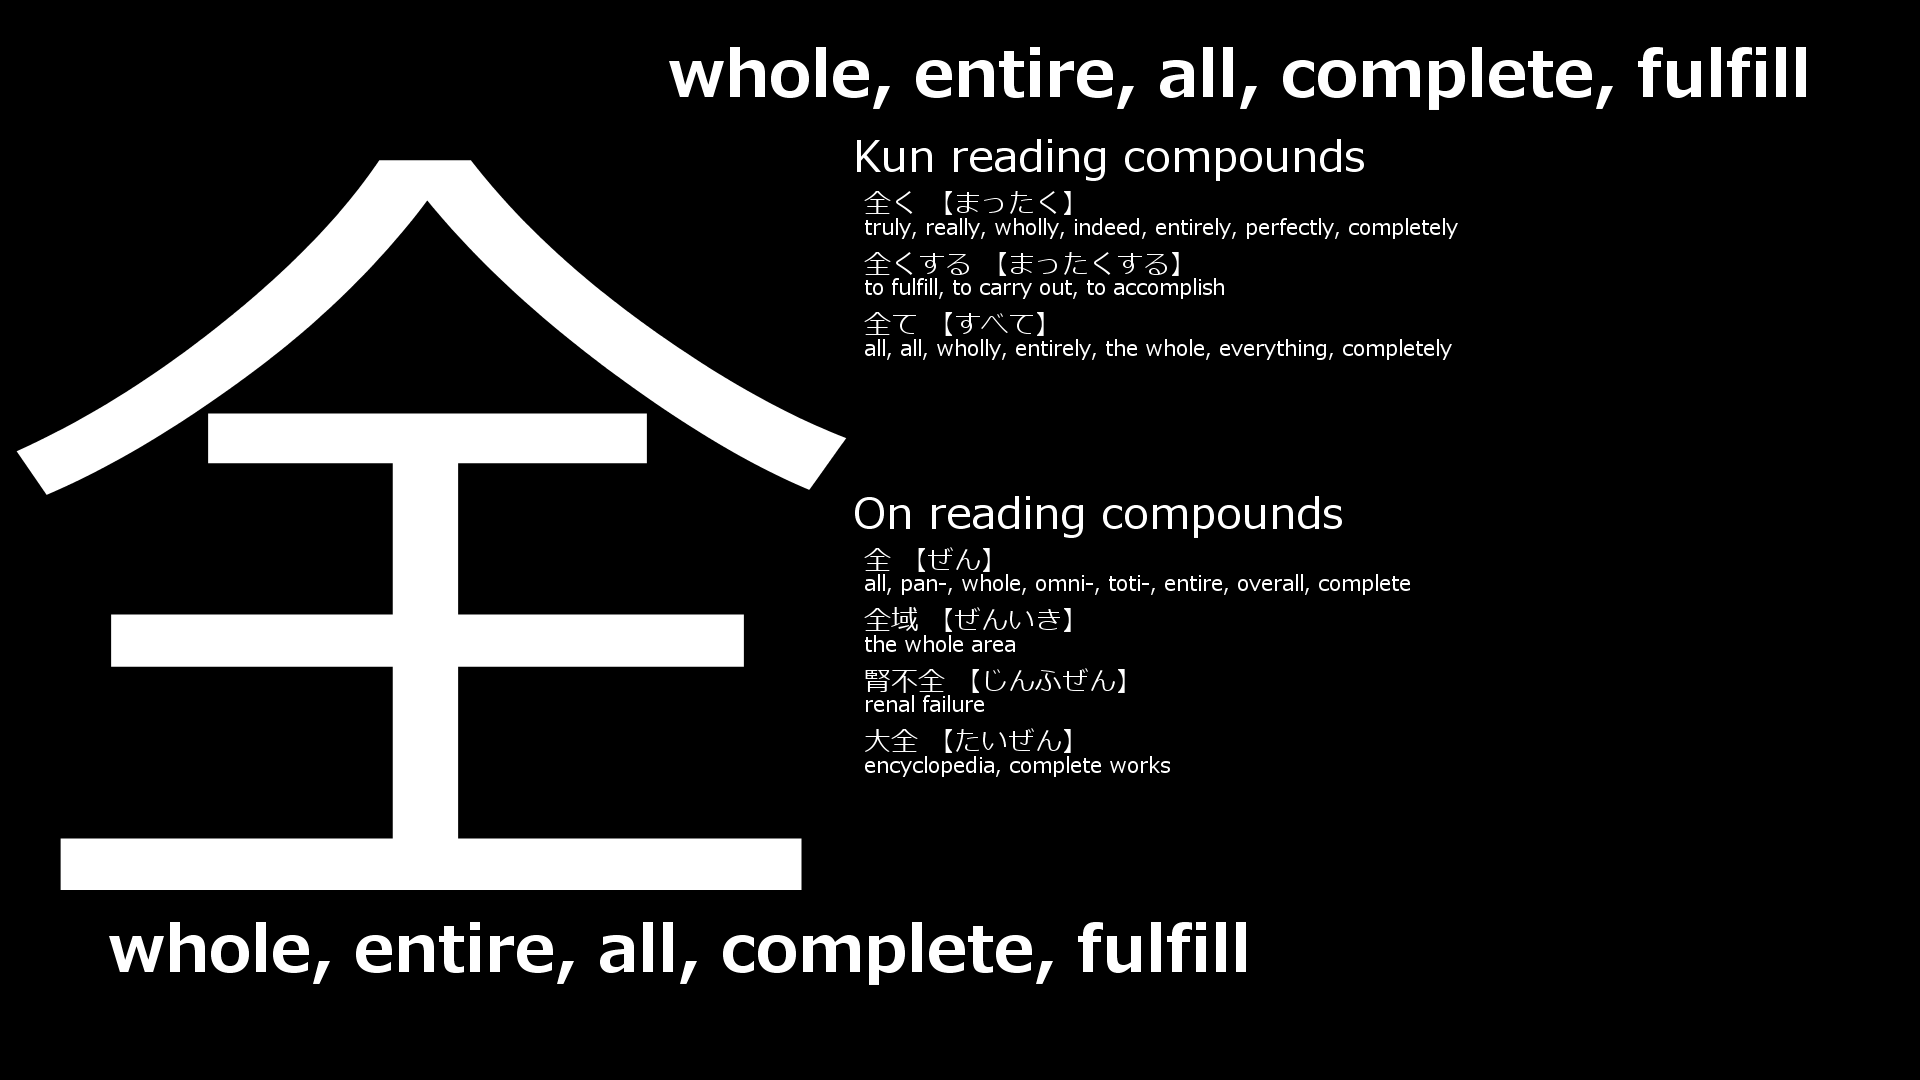 whole, entire, all, complete, fulfill
全
Kun reading compounds
全く 【まったく】
truly, really, wholly, indeed, entirely, perfectly, completely
全くする 【まったくする】
to fulfill, to carry out, to accomplish
全て 【すべて】
all, all, wholly, entirely, the whole, everything, completely
On reading compounds
全 【ぜん】
all, pan-, whole, omni-, toti-, entire, overall, complete
全域 【ぜんいき】
the whole area
腎不全 【じんふぜん】
renal failure
大全 【たいぜん】
encyclopedia, complete works
whole, entire, all, complete, fulfill